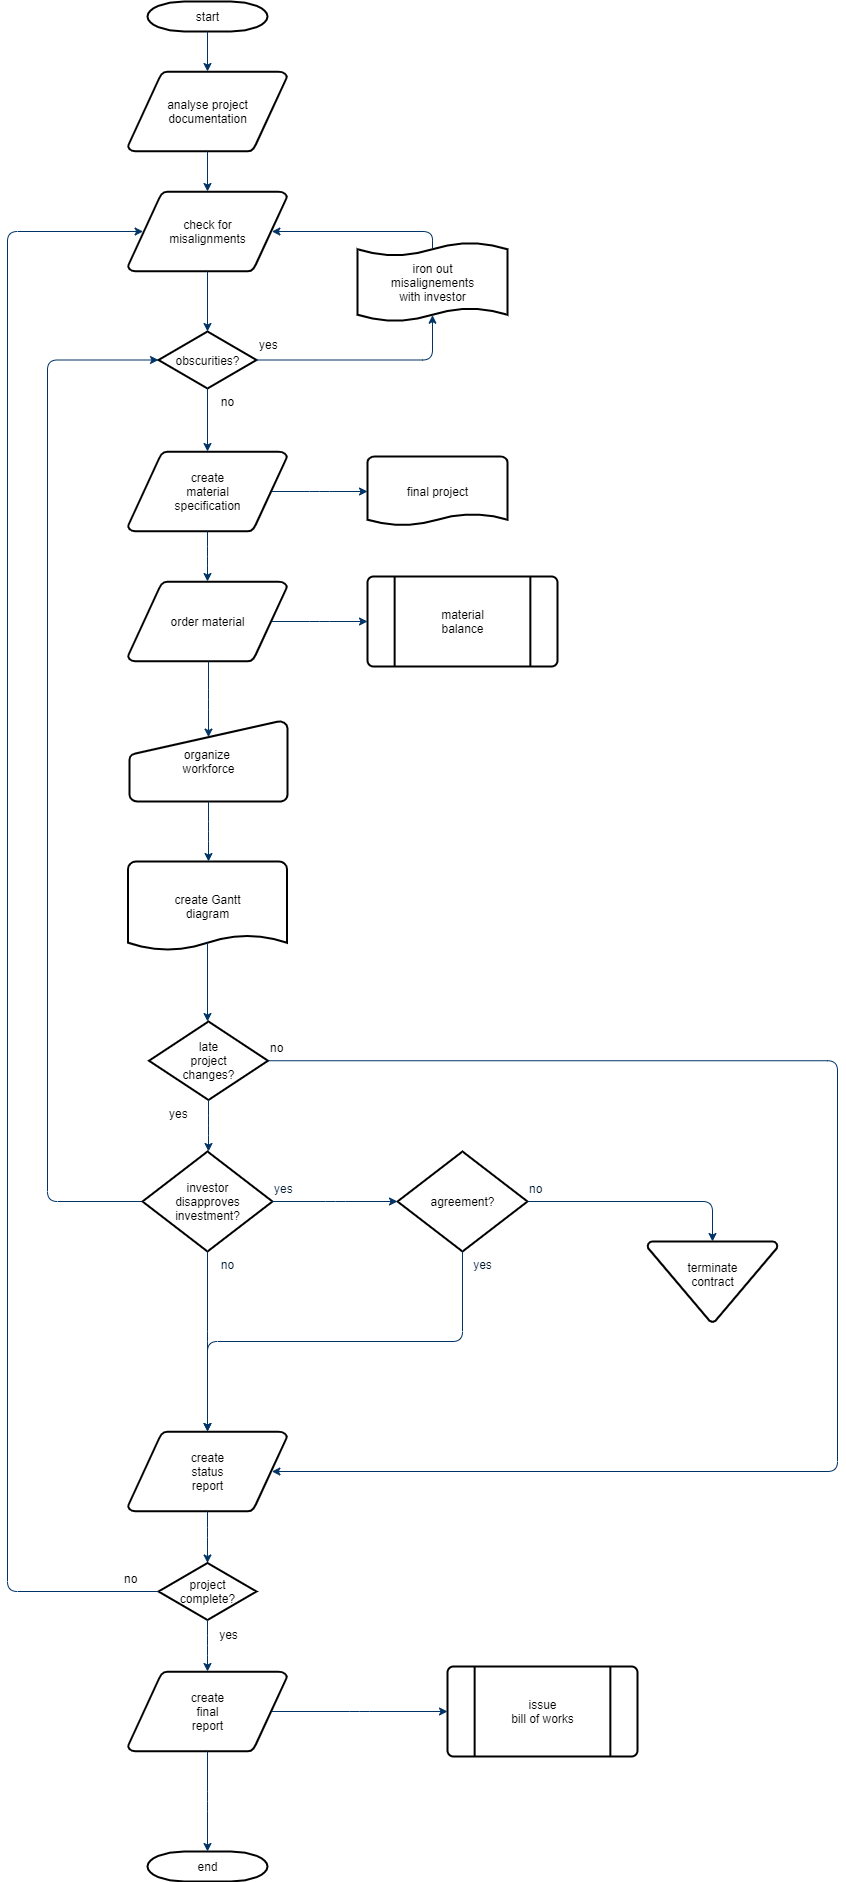 start
analyse project
documentation
check for
misalignments
iron out
misalignements
with investor
yes
obscurities?
no
create
material
specification
final project
order material
material
balance
organize
workforce
create Gantt
diagram
late
project
changes?
no
yes
investor
disapproves
investment?
yes
agreement?
no
no
yes
terminate
contract
create
status
report
no
project
complete?
yes
create
final
report
issue
bill of works
end